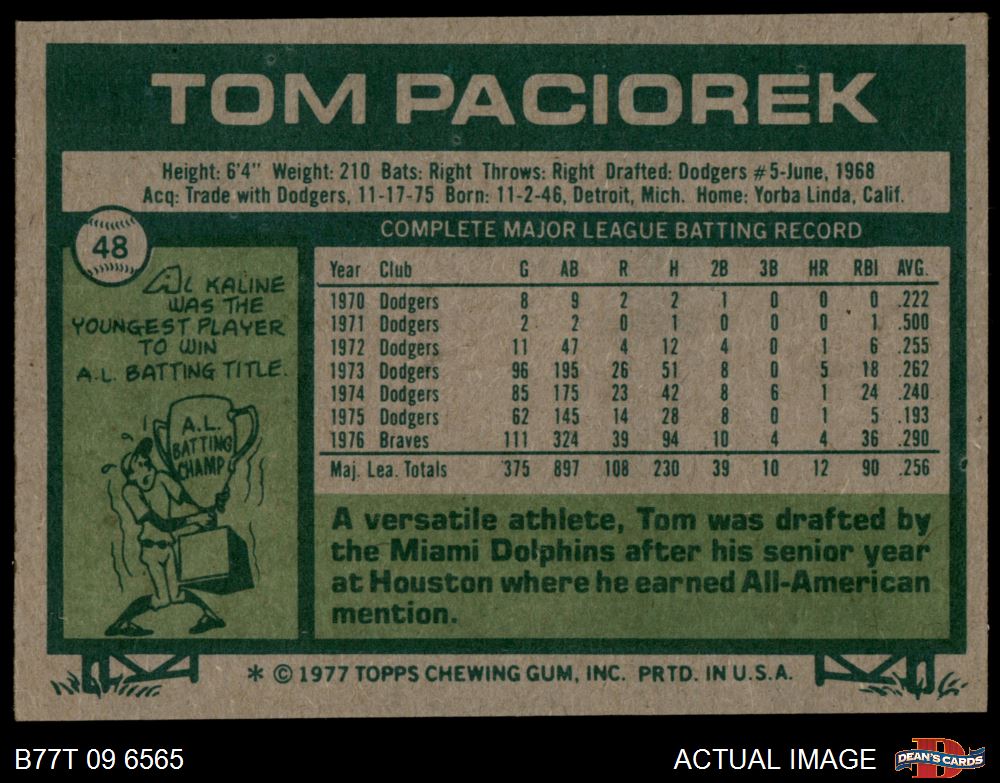 TOM PACIOREK
Height: 6'4" Weight: 210 Bats: Right Throws: Right Drafted: Dodgers #5-June, 1968
Acq: Trade with Dodgers, 11-17-75 Born: 11-2-46, Detroit, Mich. Home: Yorba Linda, Calif.
48
COMPLETE MAJOR LEAGUE BATTING RECORD
AL KALINE
WAS THE
YOUNGEST PLAYER
TO WIN
A.L. BATTING TITLE.
A.L.
BATTING
CHAMP
Year Club G AB R H 2B 3B HR RBI AVG.
1970 Dodgers 8 9 2 2 1 0 0 0 .222
1971 Dodgers 2 2 0 1 0 0 0 1 .500
1972 Dodgers 11 47 4 12 4 0 1 6 .255
1973 Dodgers 96 195 26 51 8 0 5 18 .262
1974 Dodgers 85 175 23 42 8 6 1 24 .240
1975 Dodgers 62 145 14 28 8 0 1 5 .193
1976 Braves 111 324 39 94 10 4 4 36 .290
Maj. Lea. Totals 375 897 108 230 39 10 12 90 .256
A versatile athlete, Tom was drafted by
the Miami Dolphins after his senior year
at Houston where he earned All-American
mention.
* © 1977 TOPPS CHEWING GUM, INC. PRTD. IN U.S.A.
B77T 09 6565
ACTUAL IMAGE
D
DEAN'S CARDS